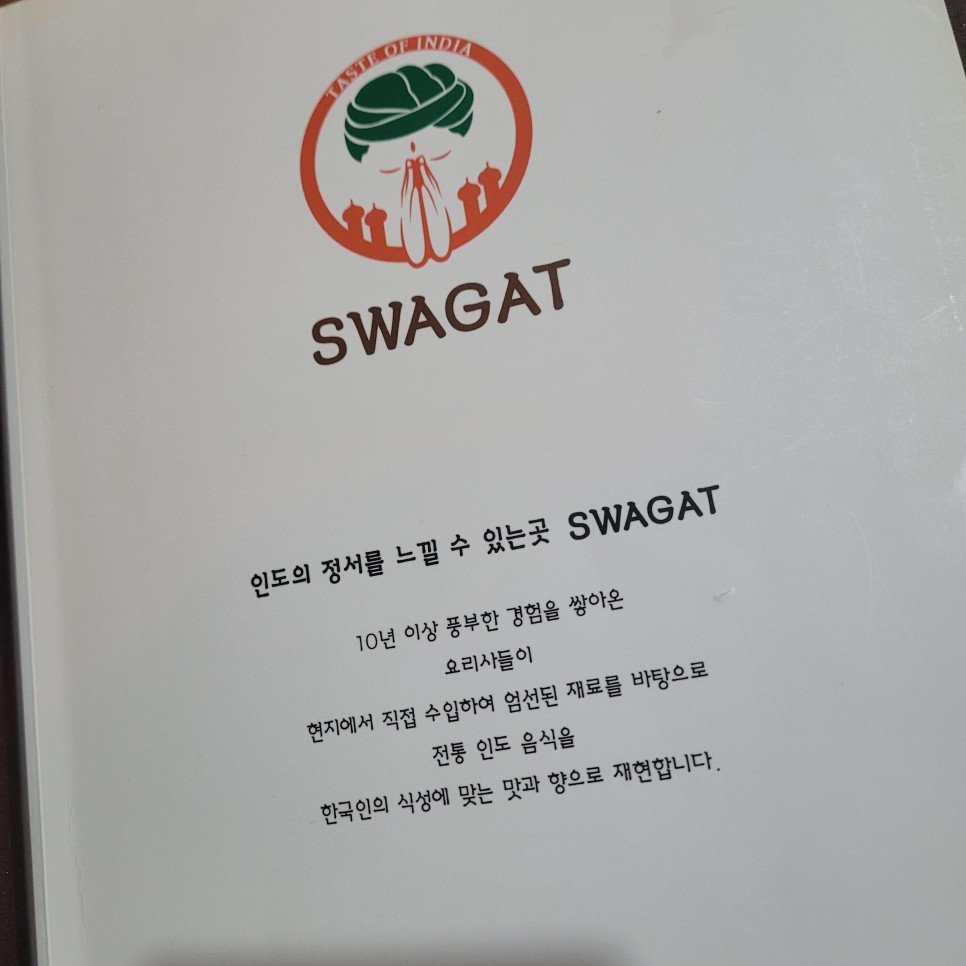 TASTE OF INDIA
SWAGAT
인도의 정서를 느낄 수 있는곳 SWAGAT
10년 이상 풍부한 경험을 쌓아온
요리사들이
현지에서 직접 수입하여 엄선된 재료를 바탕으로
전통 인도 음식을
한국인의 식성에 맞는 맛과 향으로 재현합니다.